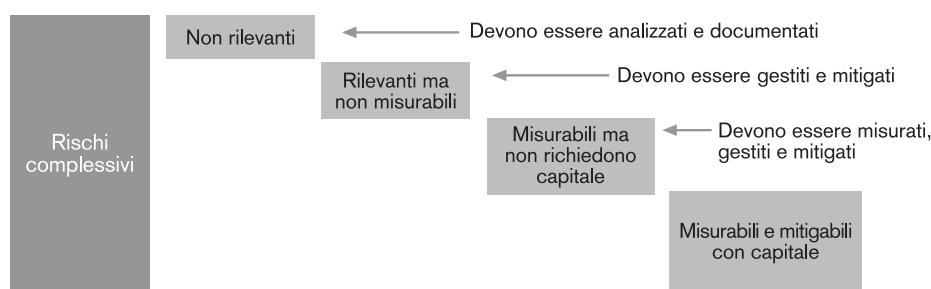 Rischi
complessivi
Non rilevanti
Devono essere analizzati e documentati
Rilevanti ma
non misurabili
Devono essere gestiti e mitigati
Misurabili ma
non richiedono
capitale
Devono essere misurati,
gestiti e mitigati
Misurabili e mitigabili
con capitale